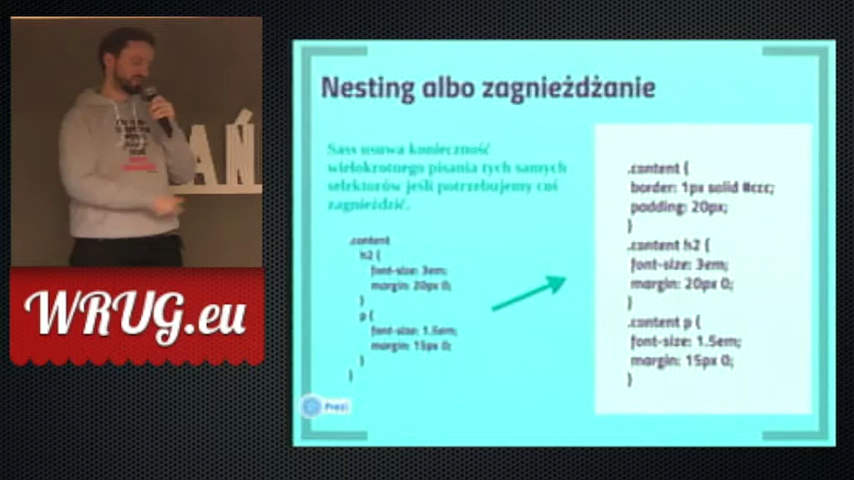 AŃ
WRUG.eu
Nesting albo zagnieżdżanie
Sass usuwa konieczność
wielokrotnego pisania tych samych
selektorów jeśli potrzebujemy coś
zagnieździć.
.content
h2 {
font-size: 3em;
margin: 20px 0;
}
p {
font-size: 1.5em;
margin: 15px 0;
}
}
.content {
border: 1px solid #ccc;
padding: 20px;
}
.content h2 {
font-size: 3em;
margin: 20px 0;
}
.content p {
font-size: 1.5em;
margin: 15px 0;
}
Prezi